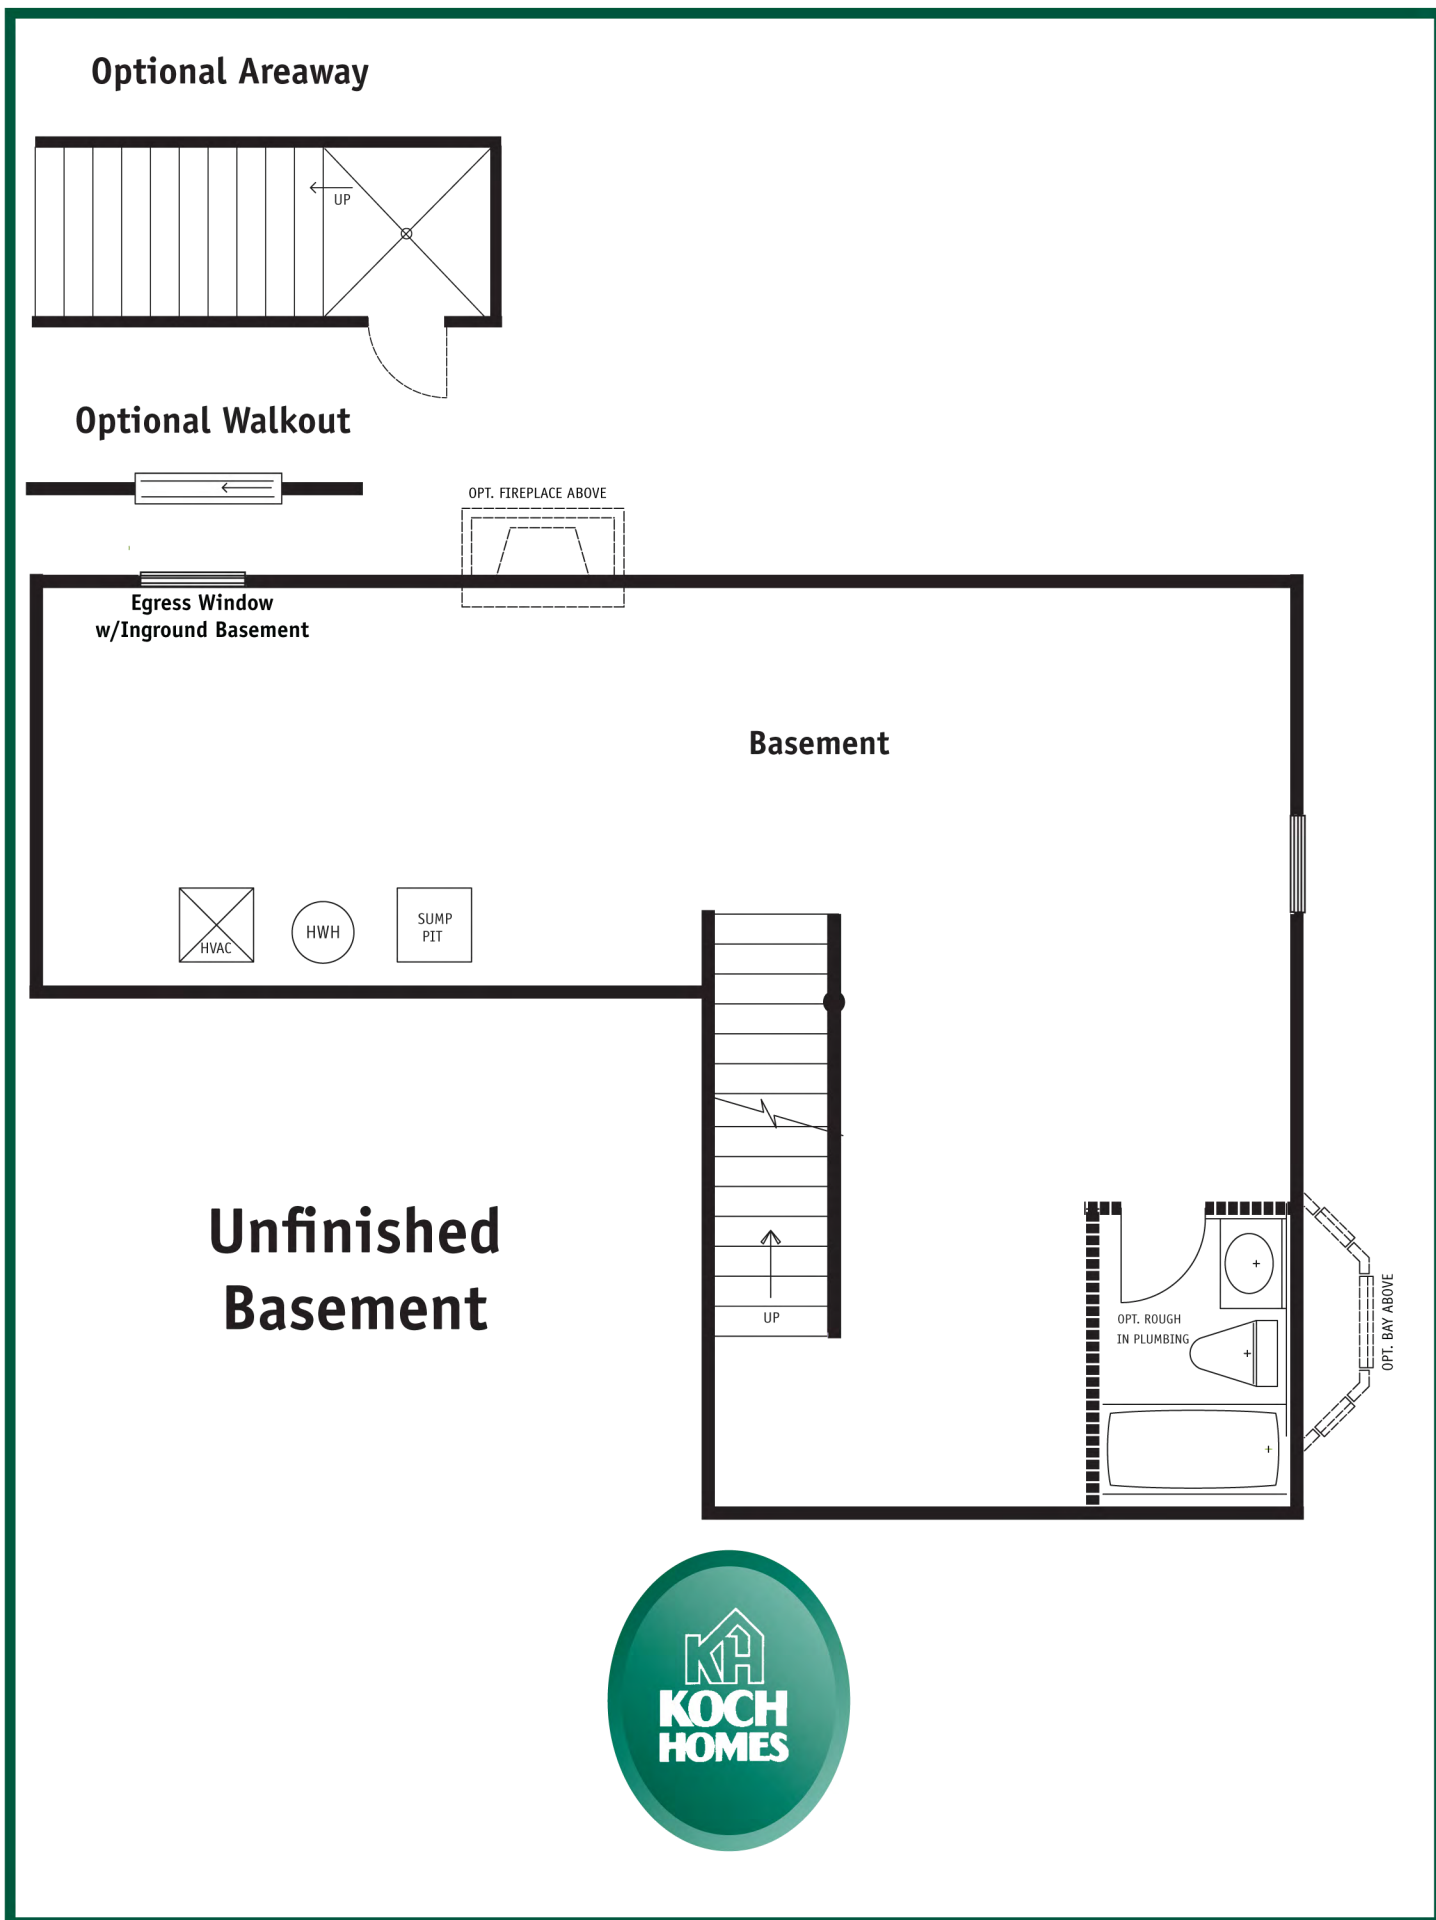 Optional Areaway
UP
Optional Walkout
OPT. FIREPLACE ABOVE
Egress Window
w/Inground Basement
Basement
HVAC
HWH
SUMP
PIT
Unfinished
Basement
UP
OPT. ROUGH
IN PLUMBING
OPT. BAY ABOVE
KH
KOCH
HOMES